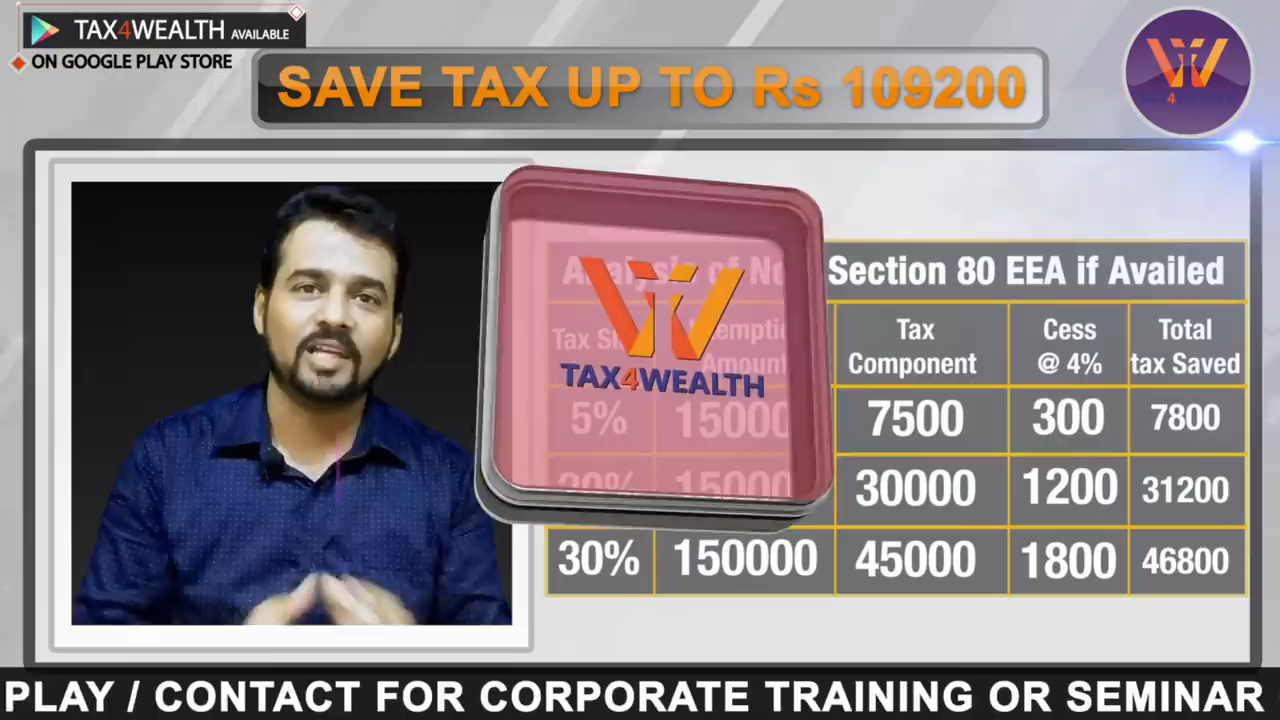 TAX4WEALTH AVAILABLE
ON GOOGLE PLAY STORE
SAVE TAX UP TO Rs 109200
TAX4WEALTH
Section 80 EEA if Availed
Tax Component
Cess @ 4%
Total tax Saved
5% 7500 300 7800
30000 1200 31200
30% 150000 45000 1800 46800
PLAY / CONTACT FOR CORPORATE TRAINING OR SEMINAR